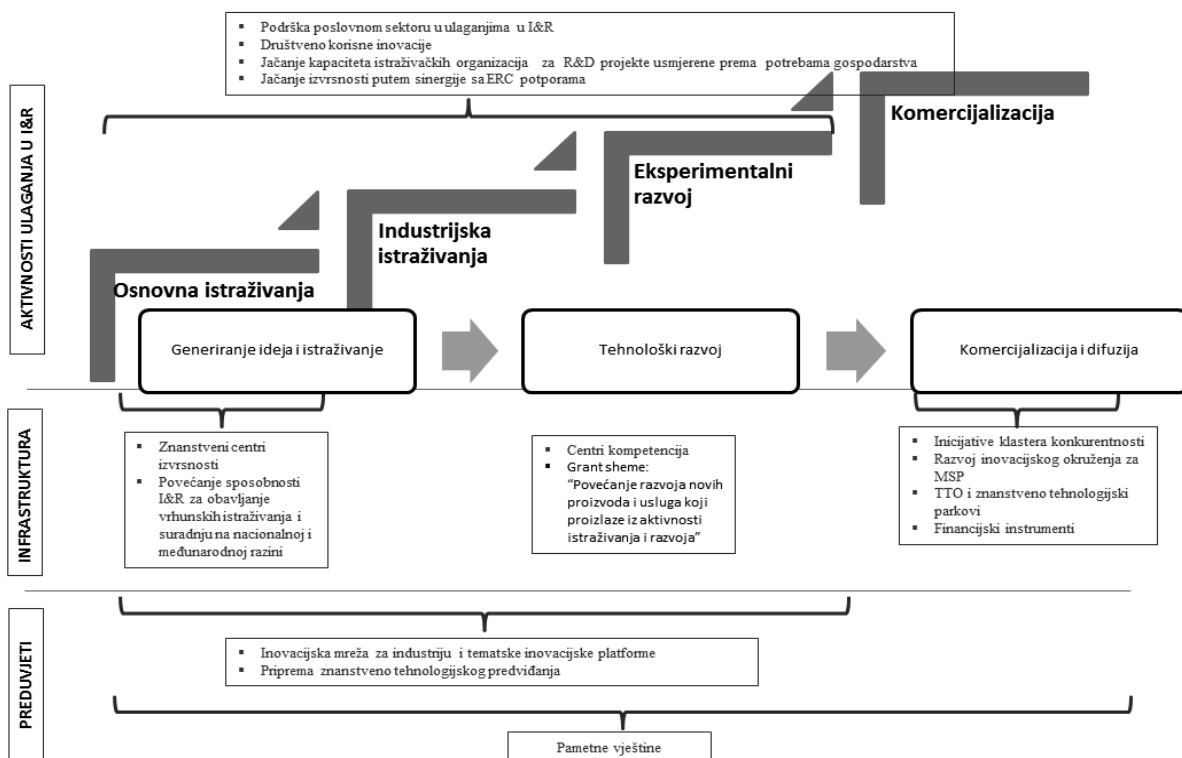 Podrška poslovnom sektoru u ulaganjima u I&R
Društveno korisne inovacije
Jačanje kapaciteta istraživačkih organizacija za R&D projekte usmjerene prema potrebama gospodarstva
Jačanje izvrsnosti putem sinergije sa ERC potporama
AKTIVNOSTI ULAGANJA U I&R
Komercijalizacija
Eksperimentalni
razvoj
Industrijska
istraživanja
Osnovna istraživanja
Generiranje ideja i istraživanje
Tehnološki razvoj
Komercijalizacija i difuzija
INFRASTRUKTURA
Znanstveni centri
izvrsnosti
Povećanje sposobnosti
I&R za obavljanje
vrhunskih istraživanja i
suradnju na nacionalnoj i
međunarodnoj razini
Centri kompetencija
Grant sheme:
“Povećanje razvoja novih
proizvoda i usluga koji
proizlaze iz aktivnosti
istraživanja i razvoja”
Inicijative klastera konkurentnosti
Razvoj inovacijskog okruženja za
MSP
TTO i znanstveno tehnologijski
parkovi
Financijski instrumenti
PREDUVJETI
Inovacijska mreža za industriju i tematske inovacijske platforme
Priprema znanstveno tehnologijskog predviđanja
Pametne vještine